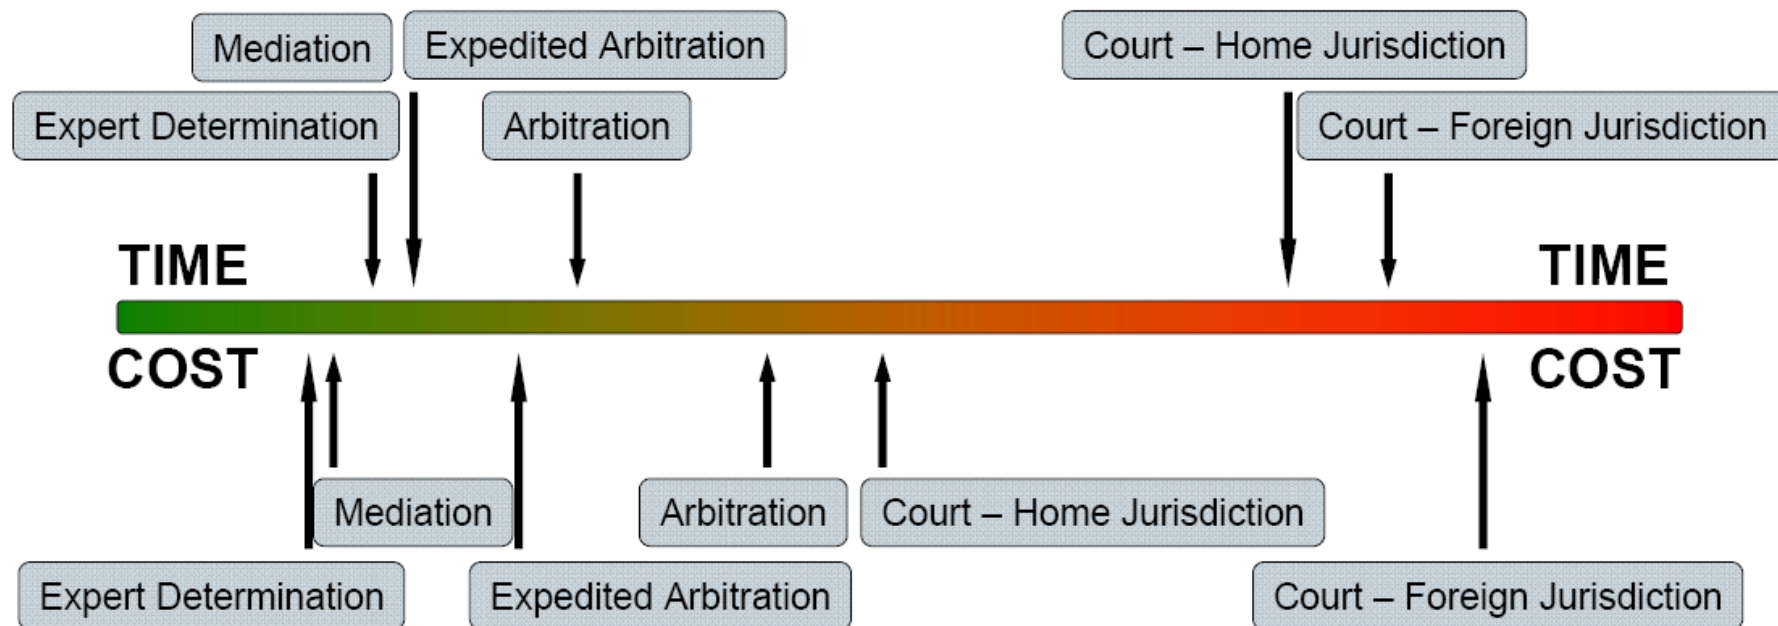 Mediation
Expedited Arbitration
Court – Home Jurisdiction
Expert Determination
Arbitration
Court – Foreign Jurisdiction
TIME
TIME
COST
COST
Mediation
Arbitration
Court – Home Jurisdiction
Expert Determination
Expedited Arbitration
Court – Foreign Jurisdiction